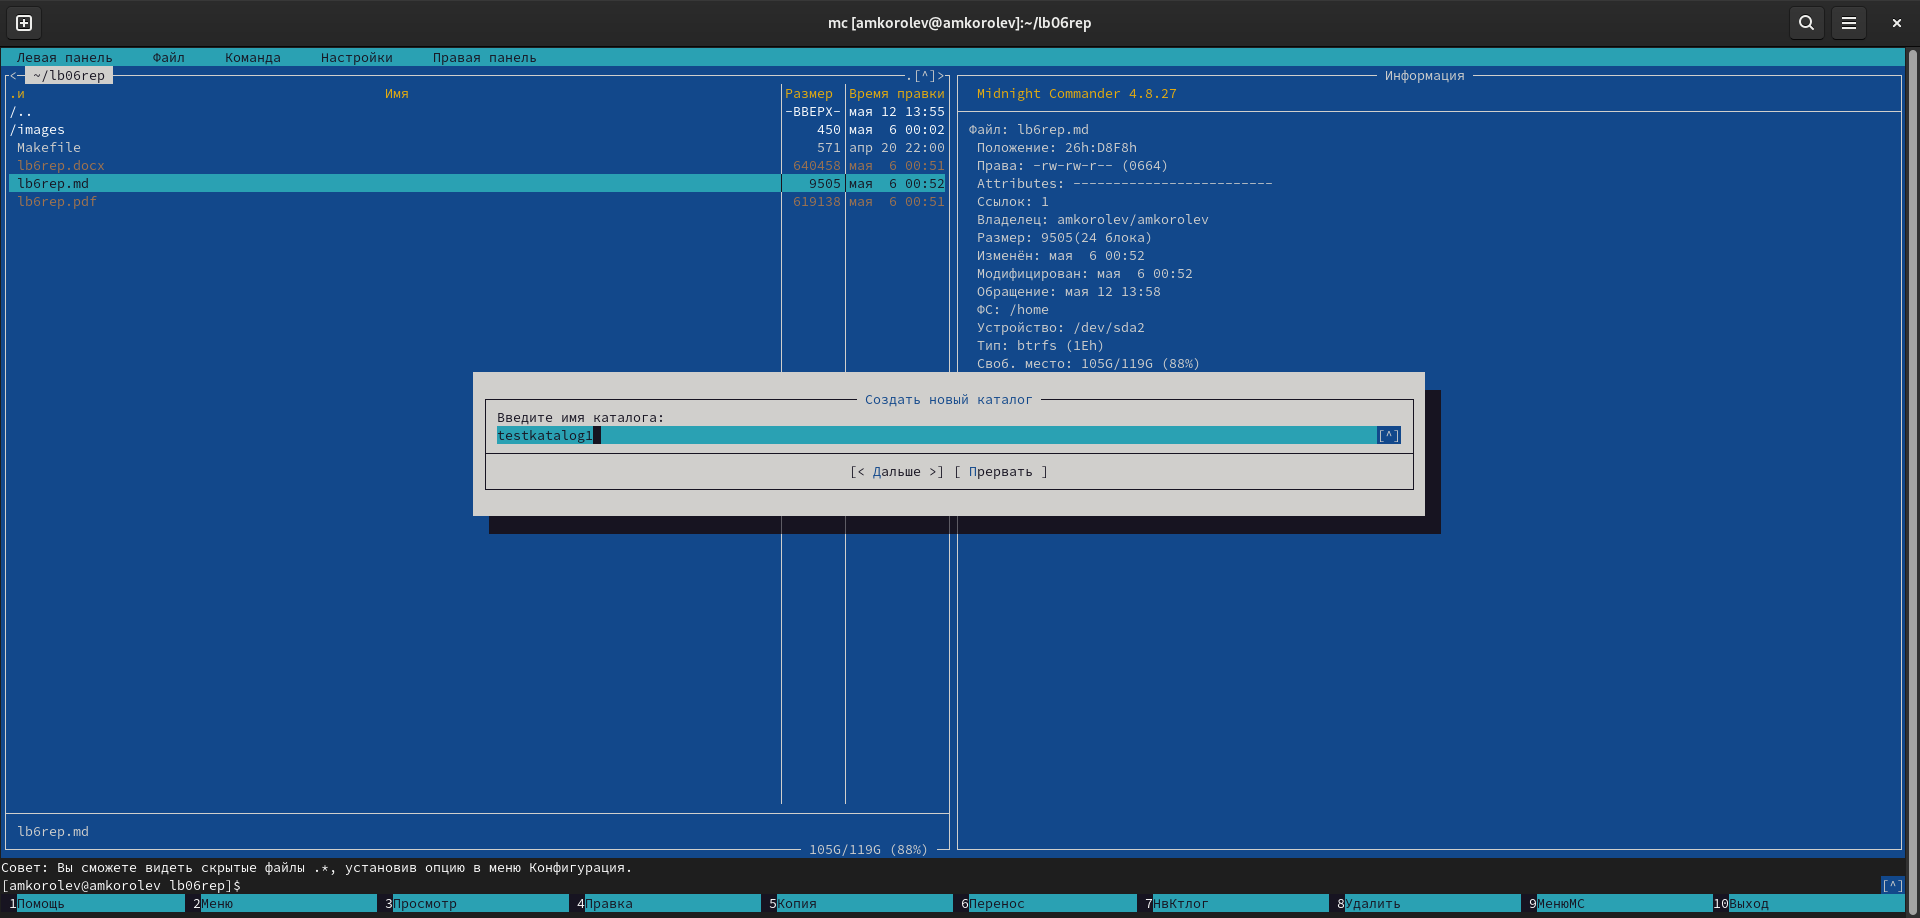 mc [amkorolev@amkorolev]:~/lb06rep
Левая панель Файл Команда Настройки Правая панель
<─ ~/lb06rep .[^]>
Информация
.и Имя Размер Время правки
/.. -ВВЕРХ- мая 12 13:55
/images 450 мая 6 00:02
Makefile 571 апр 20 22:00
lb6rep.docx 640458 мая 6 00:51
lb6rep.md 9505 мая 6 00:52
lb6rep.pdf 619138 мая 6 00:51
Midnight Commander 4.8.27
Файл: lb6rep.md
Положение: 26h:D8F8h
Права: -rw-rw-r-- (0664)
Attributes: -------------------------
Ссылок: 1
Владелец: amkorolev/amkorolev
Размер: 9505(24 блока)
Изменён: мая 6 00:52
Модифицирован: мая 6 00:52
Обращение: мая 12 13:58
ФС: /home
Устройство: /dev/sda2
Тип: btrfs (1Eh)
Своб. место: 105G/119G (88%)
Создать новый каталог
Введите имя каталога:
testkatalog1 [^]
[< Дальше >] [ Прервать ]
lb6rep.md
105G/119G (88%)
Совет: Вы сможете видеть скрытые файлы .*, установив опцию в меню Конфигурация.
[amkorolev@amkorolev lb06rep]$ [^]
1Помощь 2Меню 3Просмотр 4Правка 5Копия 6Перенос 7НвКтлог 8Удалить 9МенюMC 10Выход